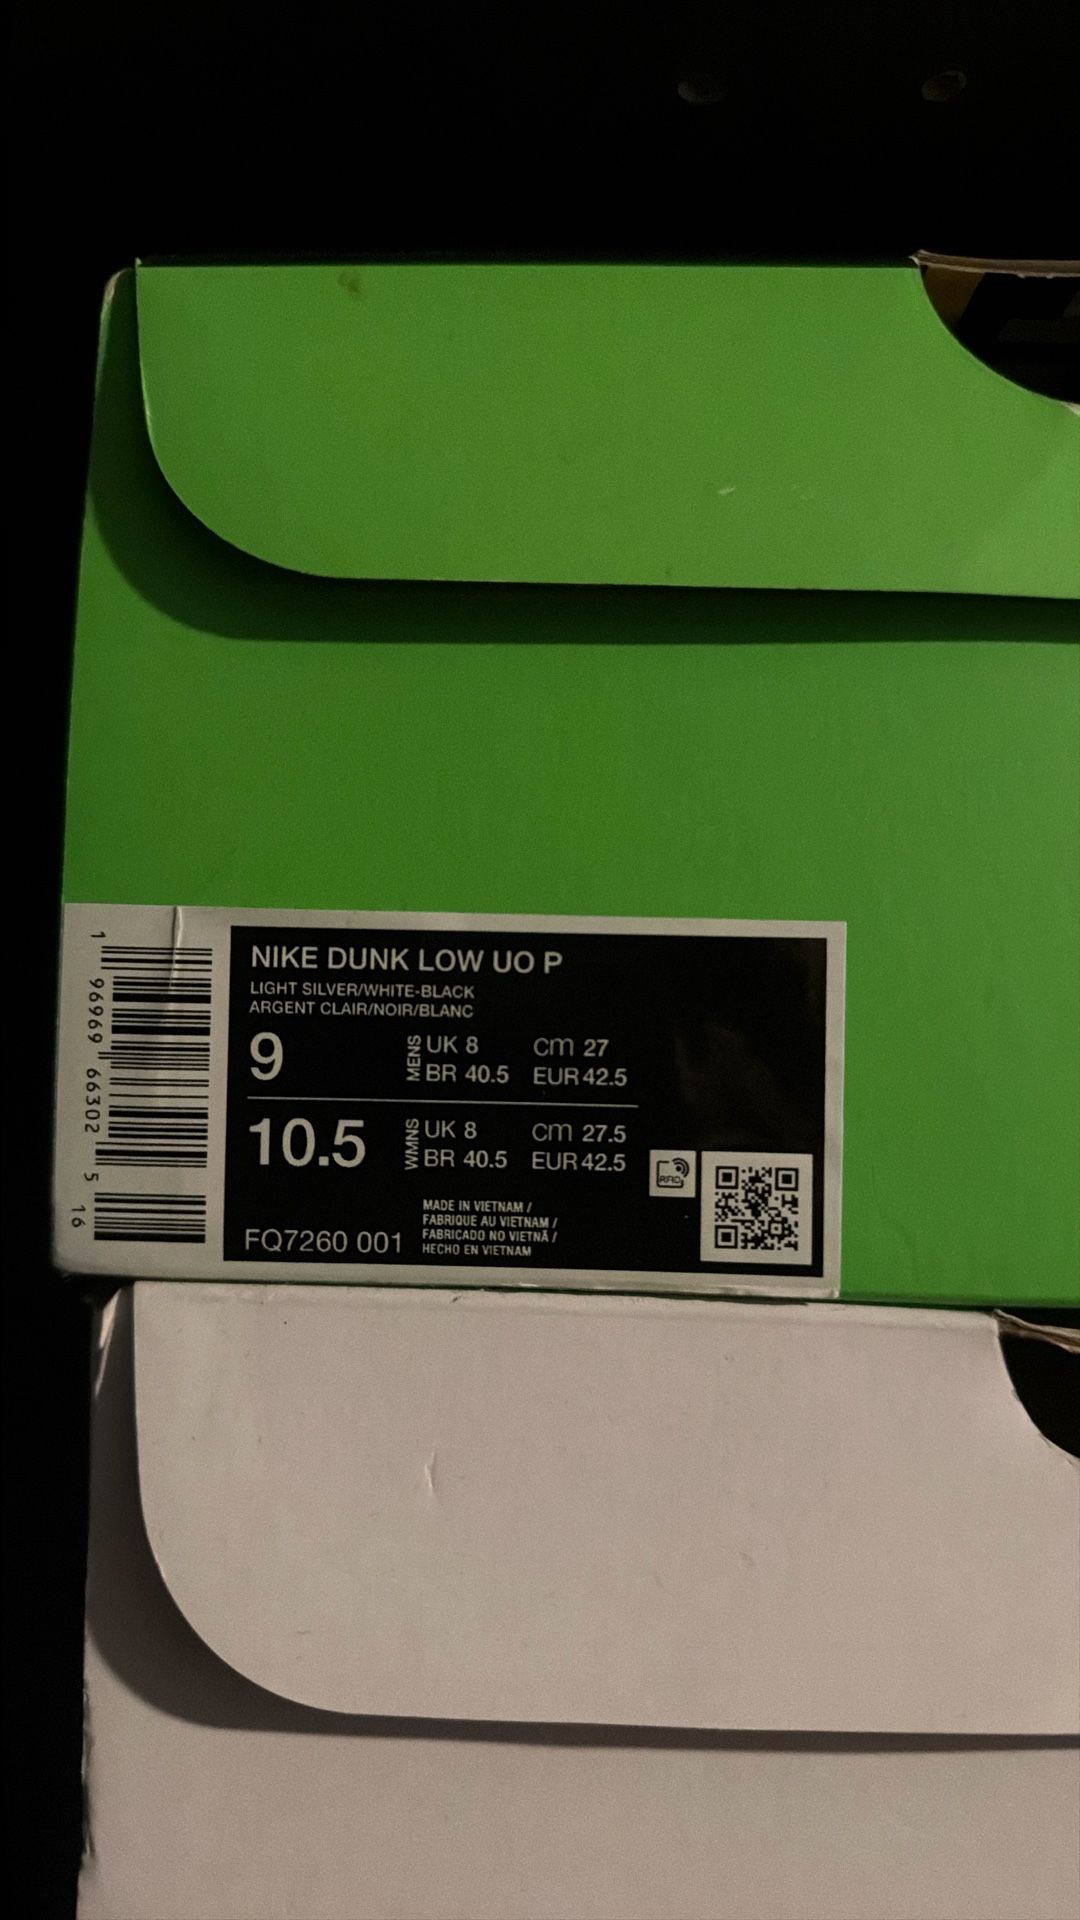 NIKE DUNK LOW UO P
LIGHT SILVER/WHITE-BLACK
ARGENT CLAIR/NOIR/BLANC
9 MENS UK 8 cm 27
BR 40.5 EUR 42.5
10.5 WMNS UK 8 cm 27.5
BR 40.5 EUR 42.5
FQ7260 001
MADE IN VIETNAM /
FABRIQUE AU VIETNAM /
FABRICADO NO VIETNÃ /
HECHO EN VIETNAM
RFID
1 96969 66302 5 16